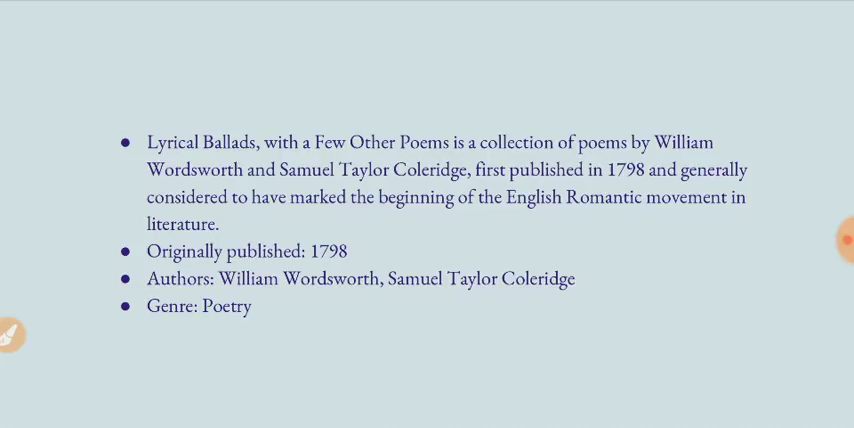 ● Lyrical Ballads, with a Few Other Poems is a collection of poems by William
Wordsworth and Samuel Taylor Coleridge, first published in 1798 and generally
considered to have marked the beginning of the English Romantic movement in
literature.
● Originally published: 1798
● Authors: William Wordsworth, Samuel Taylor Coleridge
● Genre: Poetry